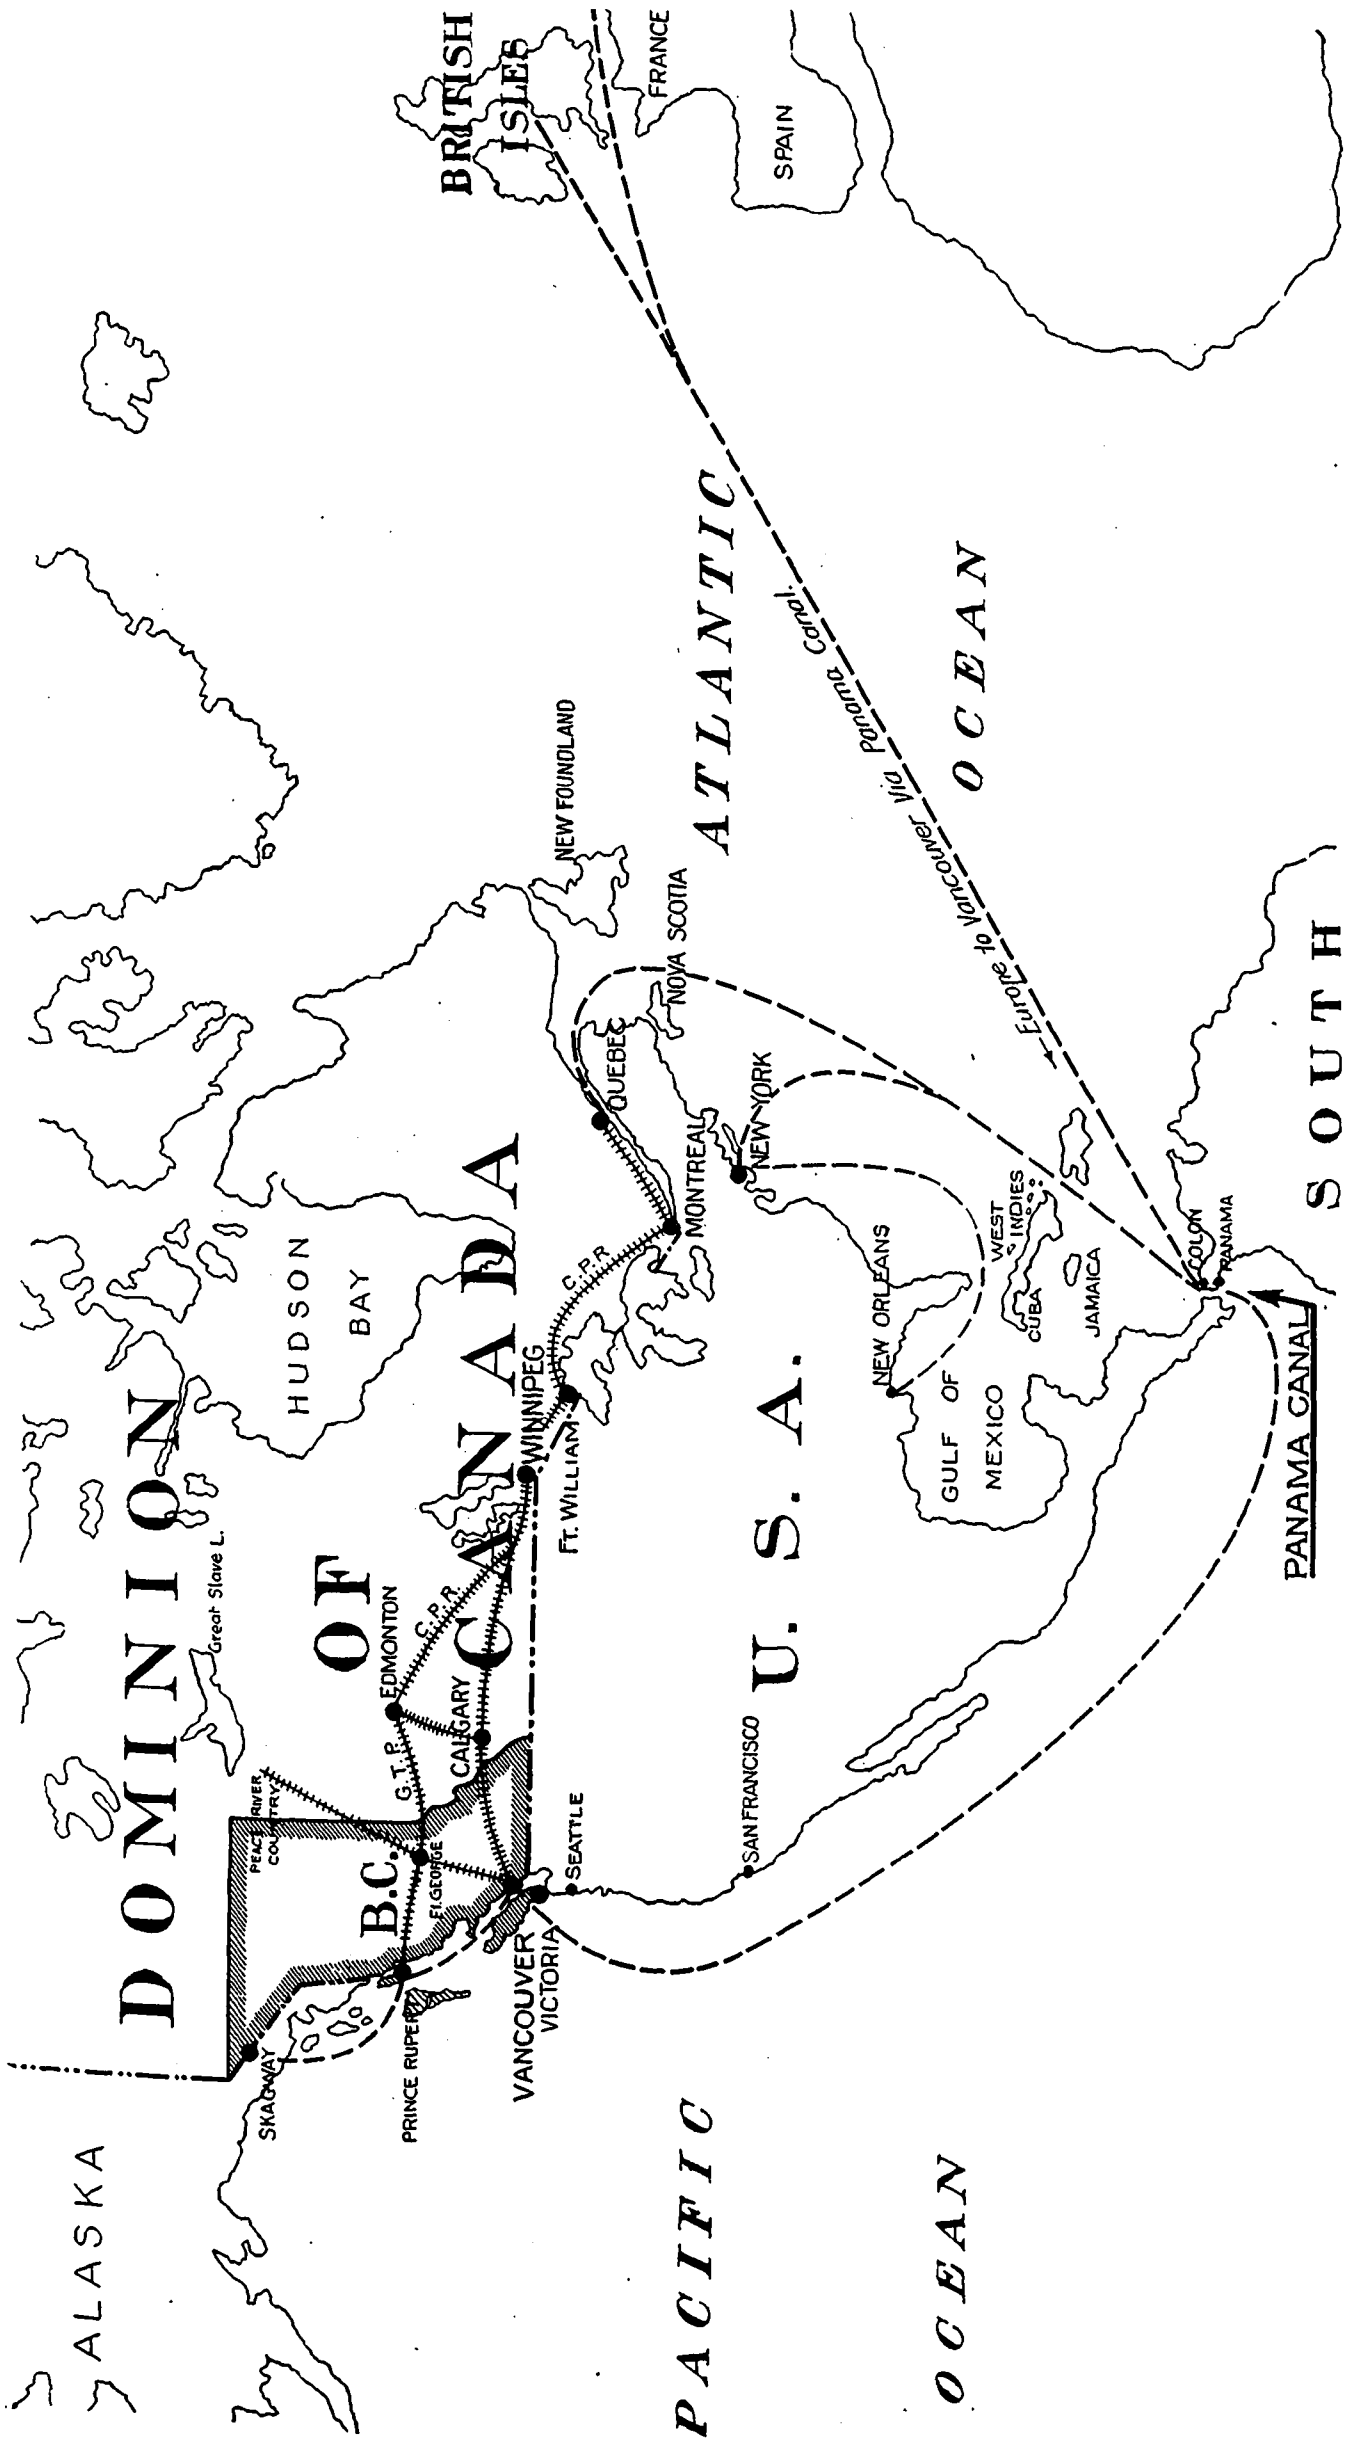 ALASKA
DOMINION
OF
CANADA
Great Slave L.
HUDSON
BAY
BRITISH
ISLES
FRANCE
SPAIN
SKAGWAY
PEACE RIVER
COUNTRY
B.C.
PRINCE RUPERT
FT. GEORGE
G.T.P.
EDMONTON
C.P.R.
CALGARY
VANCOUVER
VICTORIA
SEATTLE
WINNIPEG
FT. WILLIAM
C.P.R.
MONTREAL
QUEBEC
NEW FOUNDLAND
NOVA SCOTIA
NEW YORK
SAN FRANCISCO
U.S.A.
NEW ORLEANS
GULF OF
MEXICO
WEST
INDIES
CUBA
JAMAICA
COLON
PANAMA
PANAMA CANAL
Europe to Vancouver Via Panama Canal.
ATLANTIC
OCEAN
PACIFIC
OCEAN
SOUTH